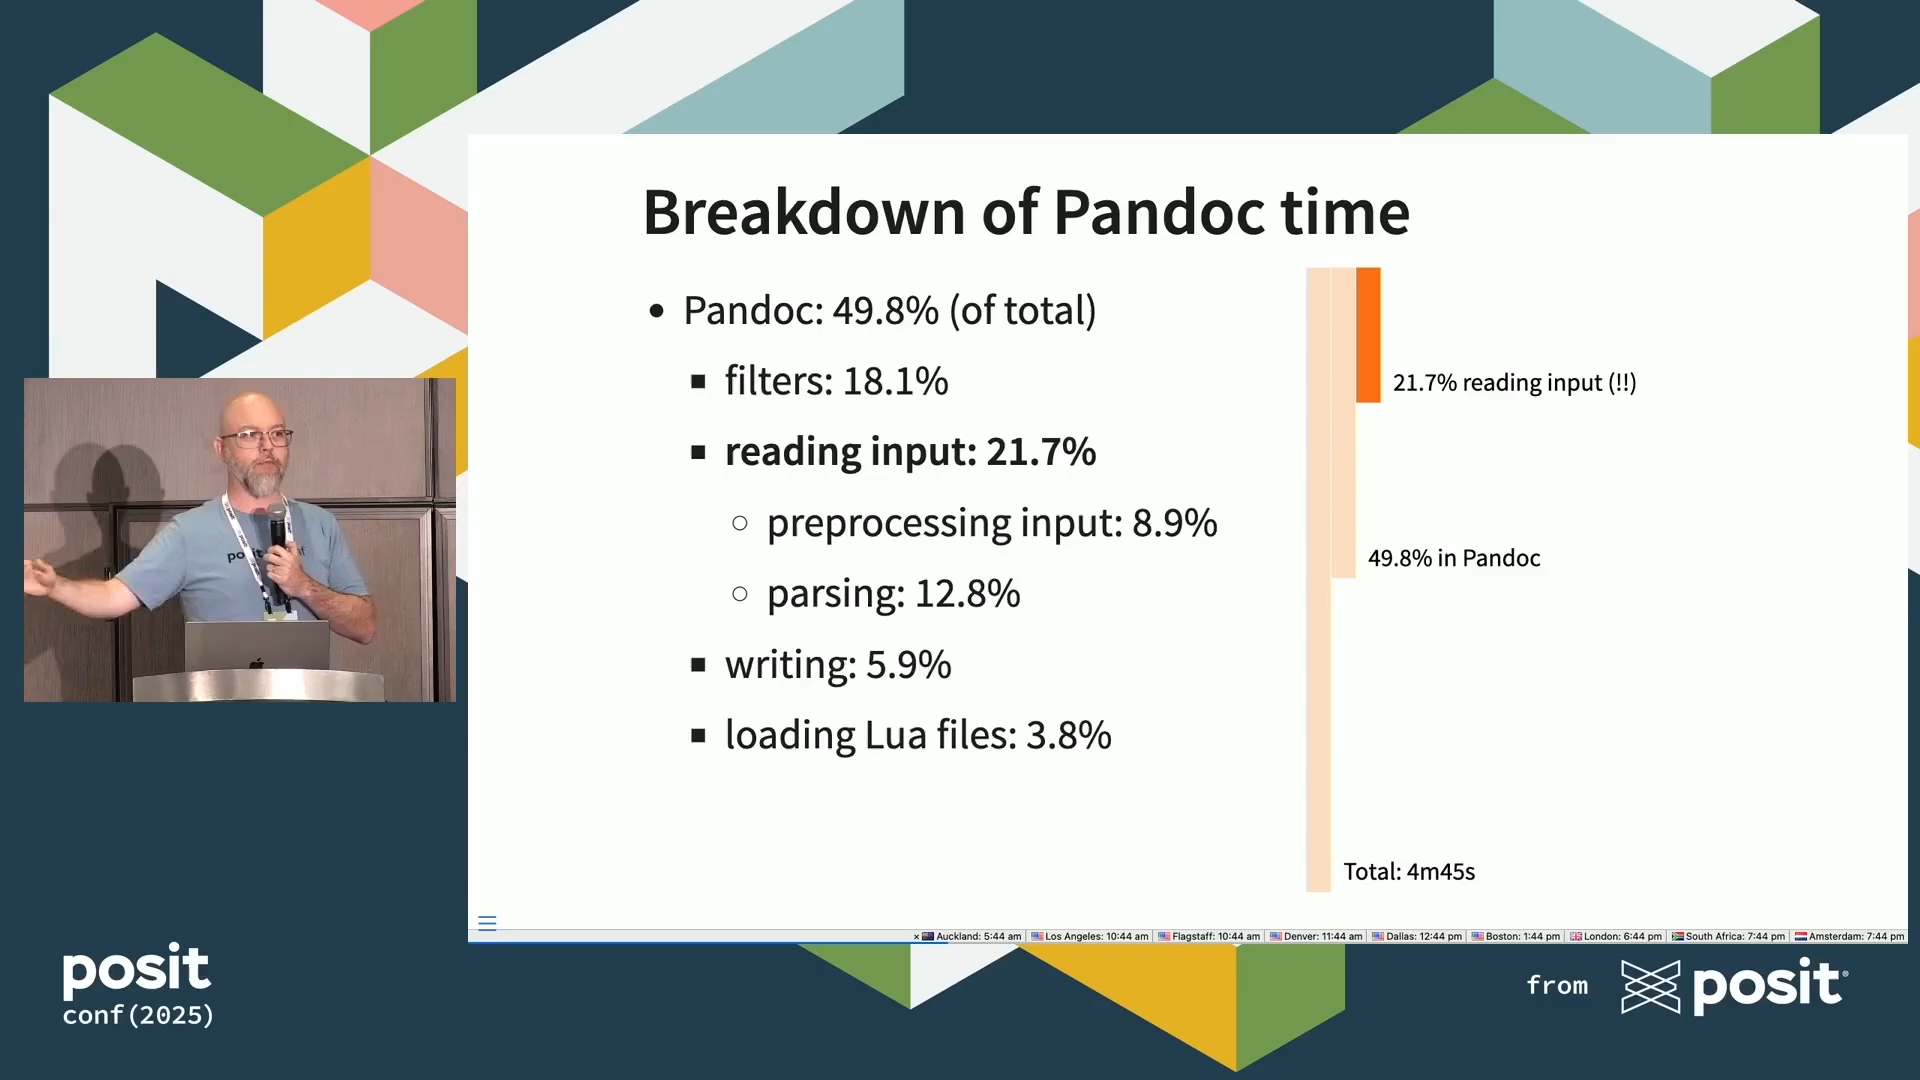 Breakdown of Pandoc time
• Pandoc: 49.8% (of total)
▪ filters: 18.1%
▪ reading input: 21.7%
○ preprocessing input: 8.9%
○ parsing: 12.8%
▪ writing: 5.9%
▪ loading Lua files: 3.8%
21.7% reading input (!!)
49.8% in Pandoc
Total: 4m45s
× Auckland: 5:44 am Los Angeles: 10:44 am Flagstaff: 10:44 am Denver: 11:44 am Dallas: 12:44 pm Boston: 1:44 pm London: 6:44 pm South Africa: 7:44 pm Amsterdam: 7:44 pm
posit
conf(2025)
from posit®